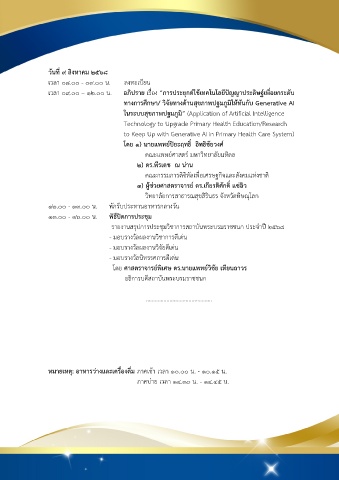 วันที่ ๙ สิงหาคม ๒๕๖๘
เวลา ๐๘.๐๐ - ๐๙.๐๐ น. ลงทะเบียน
เวลา ๐๙.๐๐ – ๑๒.๐๐ น. อภิปราย เรื่อง "การประยุกต์ใช้เทคโนโลยีปัญญาประดิษฐ์เพื่อยกระดับ
ทางการศึกษา/ วิจัยทางด้านสุขภาพปฐมภูมิให้ทันกับ Generative AI
ในระบบสุขภาพปฐมภูมิ" (Application of Artificial Intelligence
Technology to Upgrade Primary Health Education/Research
to Keep Up with Generative AI in Primary Health Care System)
โดย ๑) นายแพทย์ปิยะฤทธิ์ อิทธิชัยวงศ์
คณะแพทยศาสตร์ มหาวิทยาลัยมหิดล
๒) ดร.พีรเดช ณ น่าน
คณะกรรมการดิจิทัลเพื่อเศรษฐกิจและสังคมแห่งชาติ
๓) ผู้ช่วยศาสตราจารย์ ดร.เกียรติศักดิ์ แซ่อิว
วิทยาลัยการสาธารณสุขสิรินธร จังหวัดพิษณุโลก
๑๒.๐๐ - ๑๓.๐๐ น. พักรับประทานอาหารกลางวัน
๑๓.๐๐ - ๑๖.๐๐ น. พิธีปิดการประชุม
รายงานสรุปการประชุมวิชาการสถาบันพระบรมราชชนก ประจำปี ๒๕๖๘
- มอบรางวัลผลงานวิชาการดีเด่น
- มอบรางวัลผลงานวิจัยดีเด่น
- มอบรางวัลนิทรรศการดีเด่น
โดย ศาสตราจารย์พิเศษ ดร.นายแพทย์วิชัย เทียนถาวร
อธิการบดีสถาบันพระบรมราชชนก
หมายเหตุ: อาหารว่างและเครื่องดื่ม ภาคเช้า เวลา ๑๐.๐๐ น. - ๑๐.๑๕ น.
ภาคบ่าย เวลา ๑๔.๓๐ น. - ๑๔.๔๕ น.